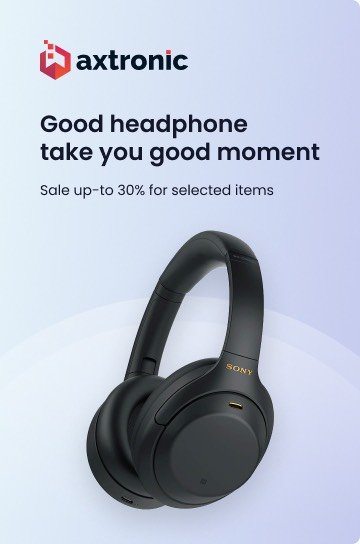 axtronic
Good headphone
take you good moment
Sale up-to 30% for selected items
SONY